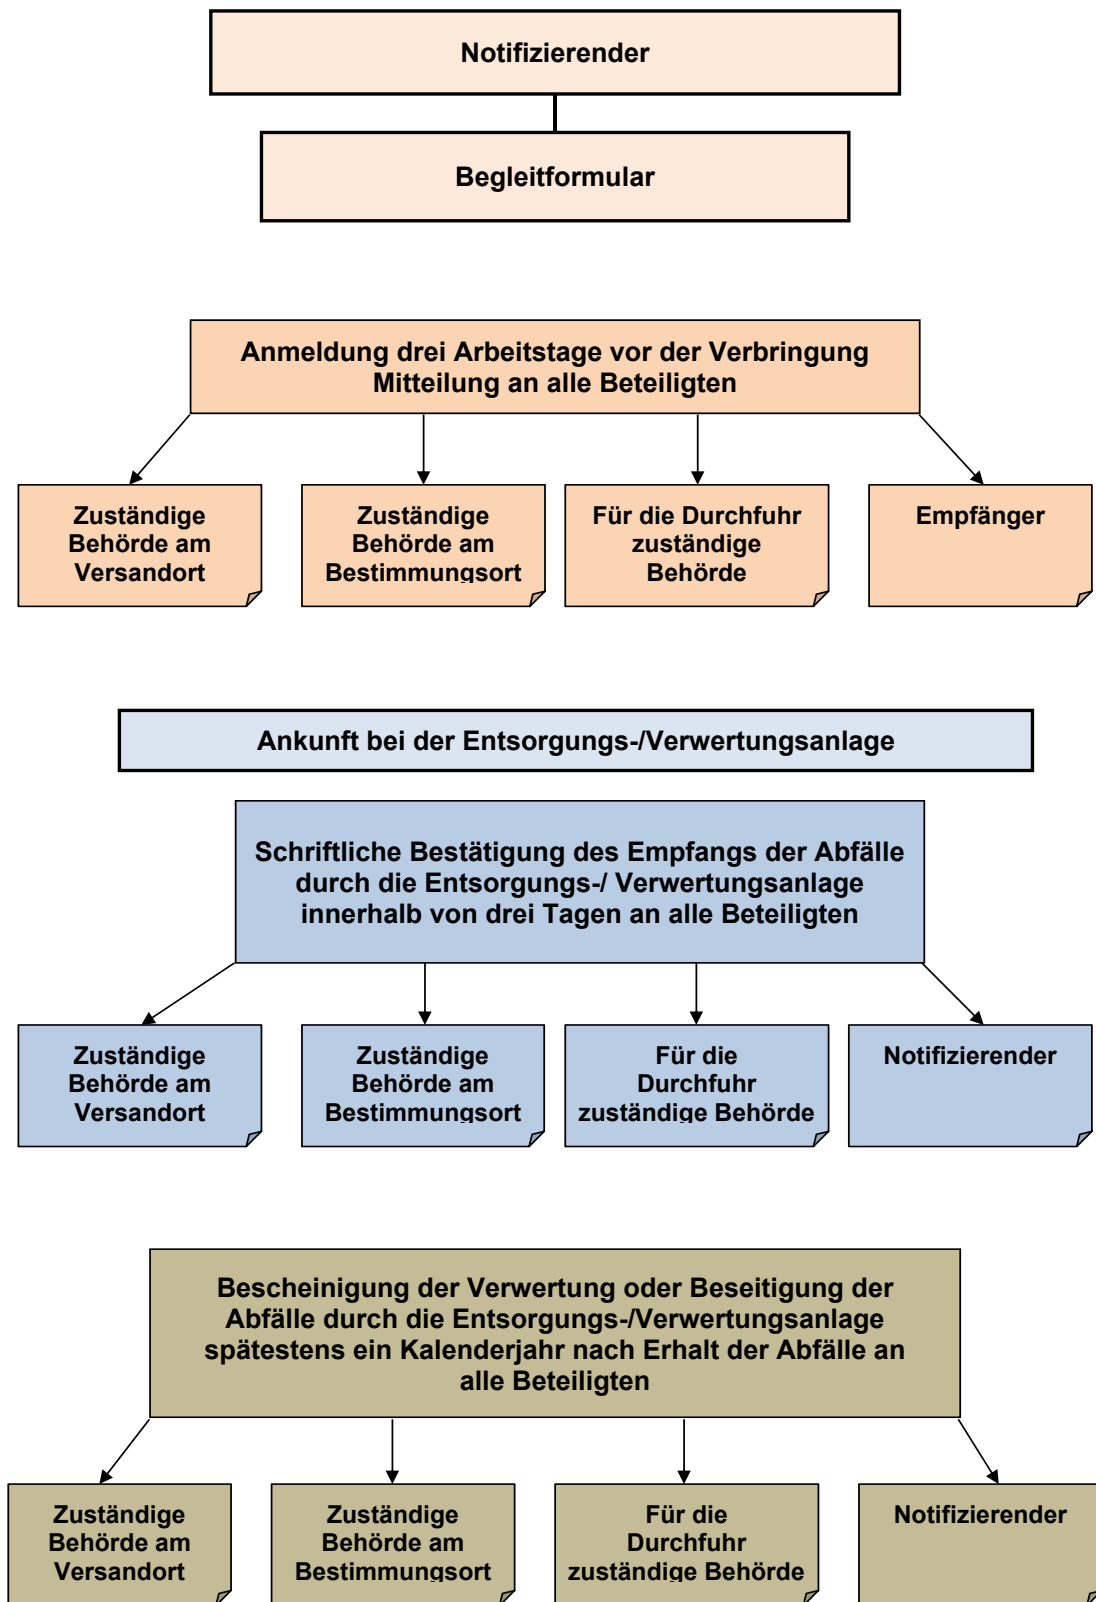 Notifizierender
Begleitformular
Anmeldung drei Arbeitstage vor der Verbringung
Mitteilung an alle Beteiligten
Zuständige
Behörde am
Versandort
Zuständige
Behörde am
Bestimmungsort
Für die Durchfuhr
zuständige
Behörde
Empfänger
Ankunft bei der Entsorgungs-/Verwertungsanlage
Schriftliche Bestätigung des Empfangs der Abfälle
durch die Entsorgungs-/ Verwertungsanlage
innerhalb von drei Tagen an alle Beteiligten
Zuständige
Behörde am
Versandort
Zuständige
Behörde am
Bestimmungsort
Für die
Durchfuhr
zuständige Behörde
Notifizierender
Bescheinigung der Verwertung oder Beseitigung der
Abfälle durch die Entsorgungs-/Verwertungsanlage
spätestens ein Kalenderjahr nach Erhalt der Abfälle an
alle Beteiligten
Zuständige
Behörde am
Versandort
Zuständige
Behörde am
Bestimmungsort
Für die
Durchfuhr
zuständige Behörde
Notifizierender